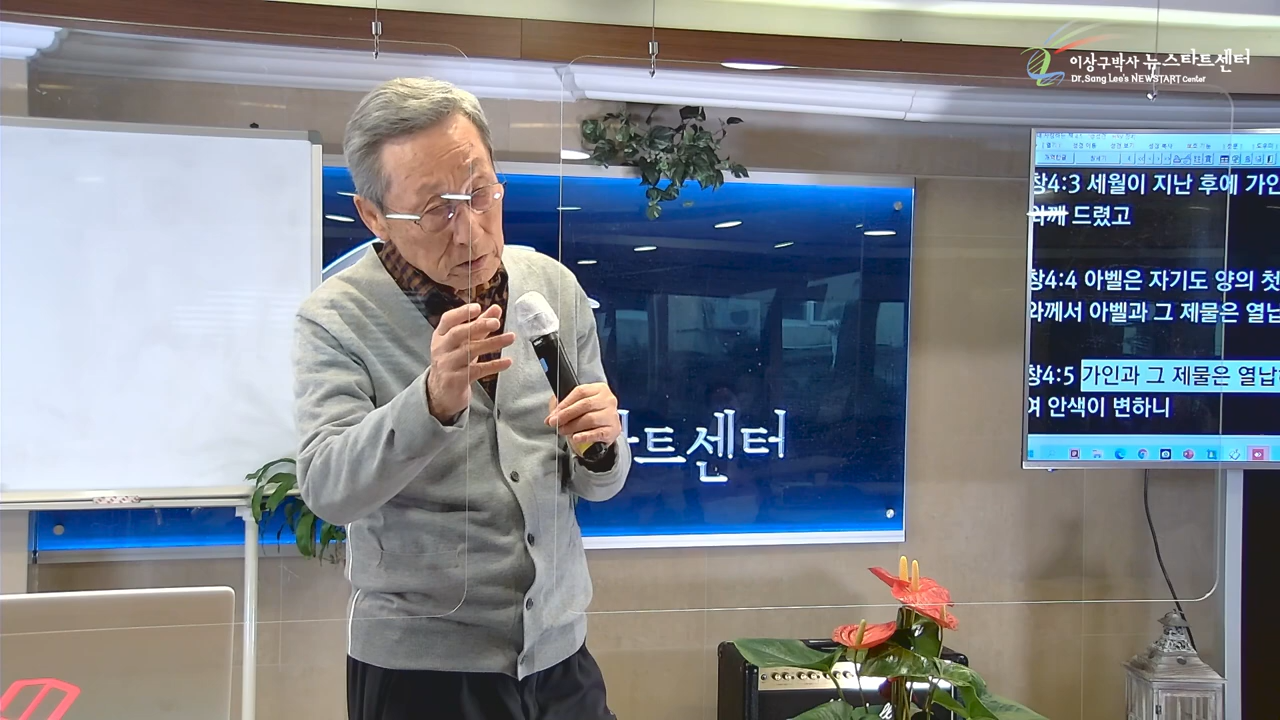 이상구박사 뉴스타트센터
Dr. Sang Lee's NEWSTART Center
창4:3 세월이 지난 후에 가인
와께 드렸고
창4:4 아벨은 자기도 양의 첫
와께서 아벨과 그 제물은 열납
창4:5 가인과 그 제물은 열납
여 안색이 변하니
타트센터